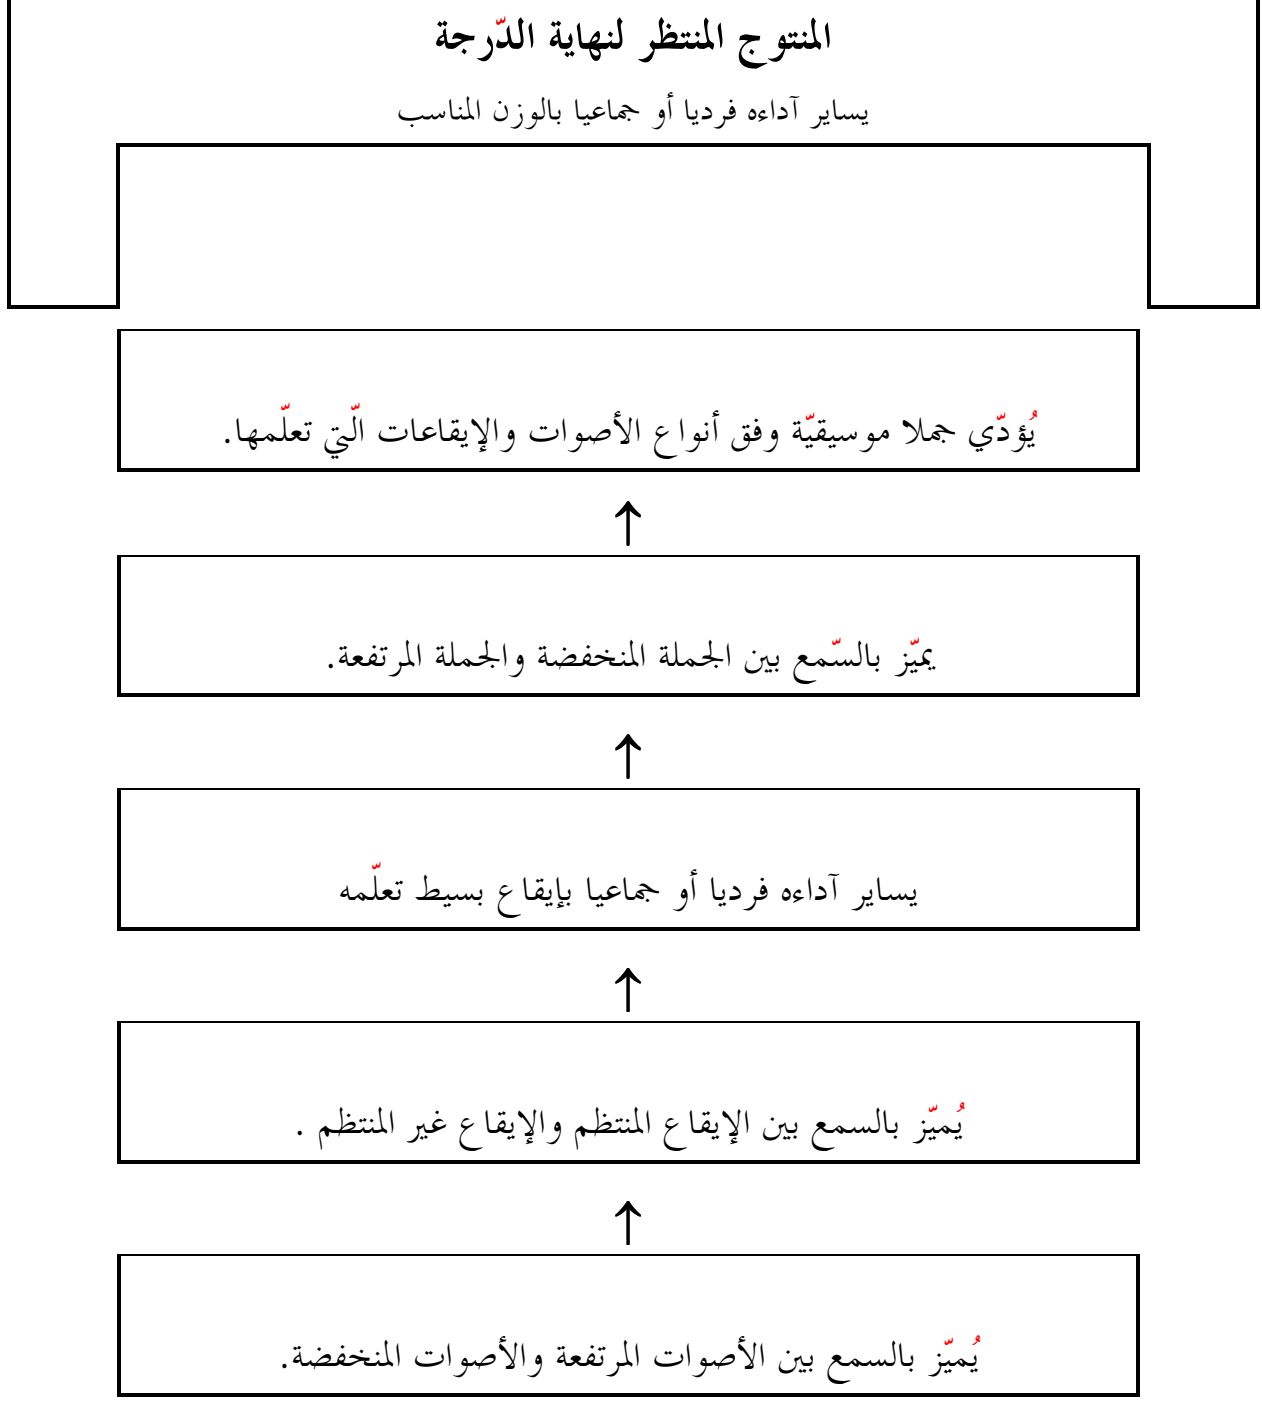 المنتوج المنتظر لنهاية الدّرجة
يساير آداءه فرديا أو جماعيا بالوزن المناسب
يُؤدّي جملا موسيقيّة وفق أنواع الأصوات والإيقاعات الّتي تعلّمها.
↑
يميّز بالسّمع بين الجملة المنخفضة والجملة المرتفعة.
↑
يساير آداءه فرديا أو جماعيا بإيقاع بسيط تعلّمه
↑
يُميّز بالسمع بين الإيقاع المنتظم والإيقاع غير المنتظم .
↑
يُميّز بالسمع بين الأصوات المرتفعة والأصوات المنخفضة.